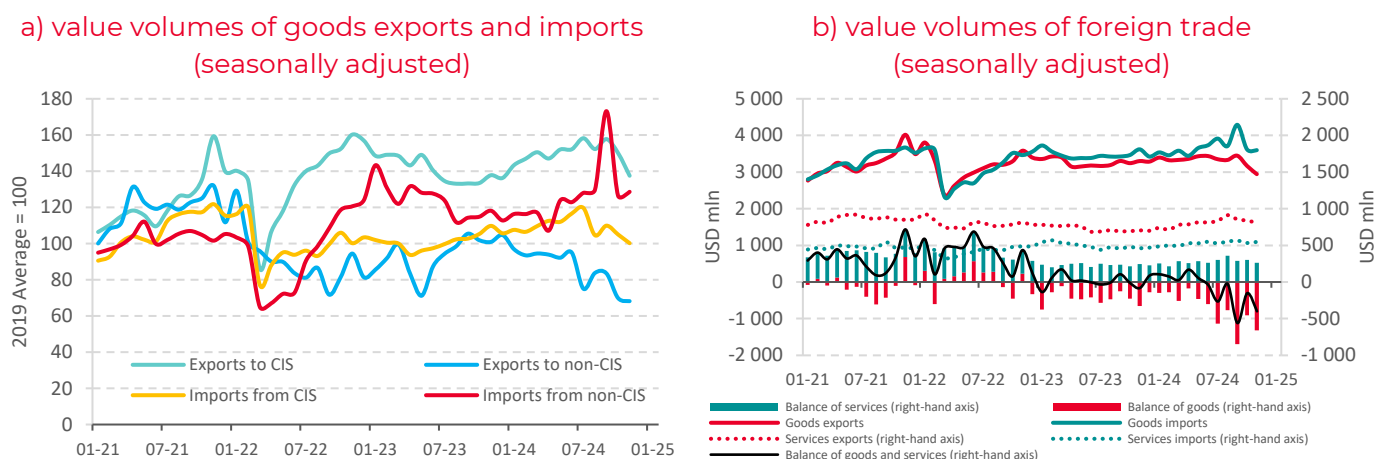 a) value volumes of goods exports and imports
(seasonally adjusted)
180
160
140
120
100
80
60
40
20
0
2019 Average = 100
Exports to CIS
Exports to non-CIS
Imports from CIS
Imports from non-CIS
01-21 07-21 01-22 07-22 01-23 07-23 01-24 07-24 01-25
b) value volumes of foreign trade
(seasonally adjusted)
5 000
4 000
3 000
2 000
1 000
0
-1 000
-2 000
USD mln
2 500
2 000
1 500
1 000
500
0
-500
-1 000
USD mln
01-21 07-21 01-22 07-22 01-23 07-23 01-24 07-24 01-25
Balance of services (right-hand axis)
Balance of goods (right-hand axis)
Goods exports
Goods imports
Services exports (right-hand axis)
Services imports (right-hand axis)
Balance of goods and services (right-hand axis)